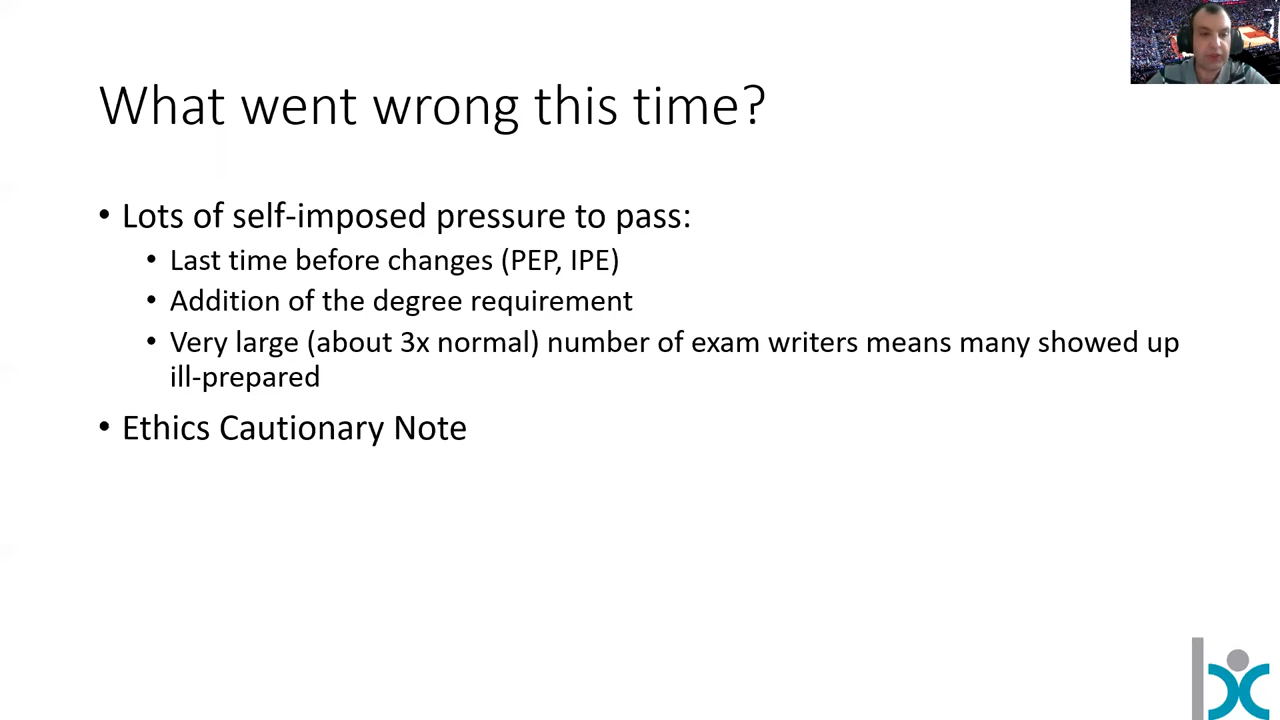 What went wrong this time?
• Lots of self-imposed pressure to pass:
• Last time before changes (PEP, IPE)
• Addition of the degree requirement
• Very large (about 3x normal) number of exam writers means many showed up
ill-prepared
• Ethics Cautionary Note